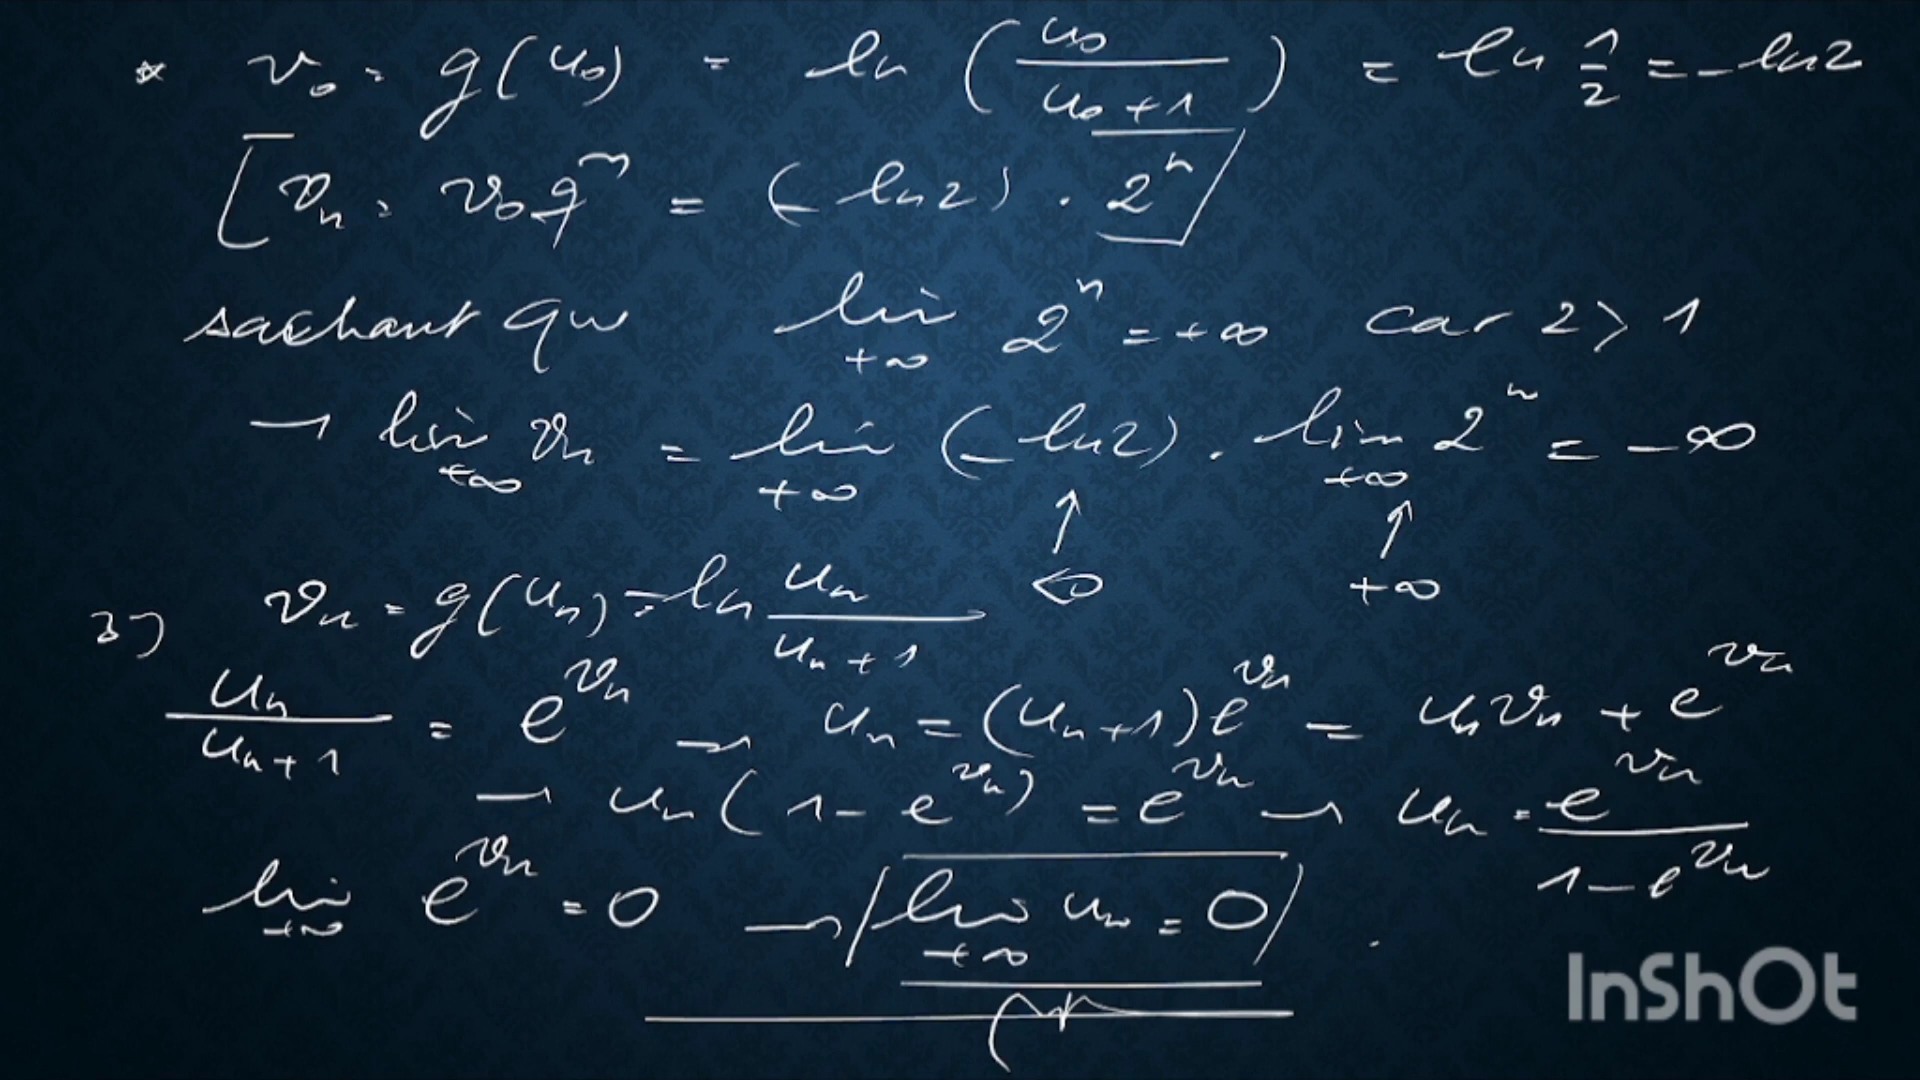 * v₀ = g(u₀) = ln (u₀ / u₀+1) = ln 1/2 = -ln2
[vₙ = v₀qⁿ = (-ln2) . 2ⁿ]
sachant que lim +∞ 2ⁿ = +∞ car 2 > 1
→ lim +∞ vₙ = lim +∞ (-ln2) . lim +∞ 2ⁿ = -∞
↑ ↑
<0 +∞
3) vₙ = g(uₙ) = ln uₙ / uₙ+1
uₙ / uₙ+1 = e^vₙ → uₙ = (uₙ+1)e^vₙ = uₙvₙ + e^vₙ
→ uₙ(1-e^vₙ) = e^vₙ → uₙ = e^vₙ / 1-e^vₙ
lim +∞ e^vₙ = 0 → lim +∞ uₙ = 0
InShOt